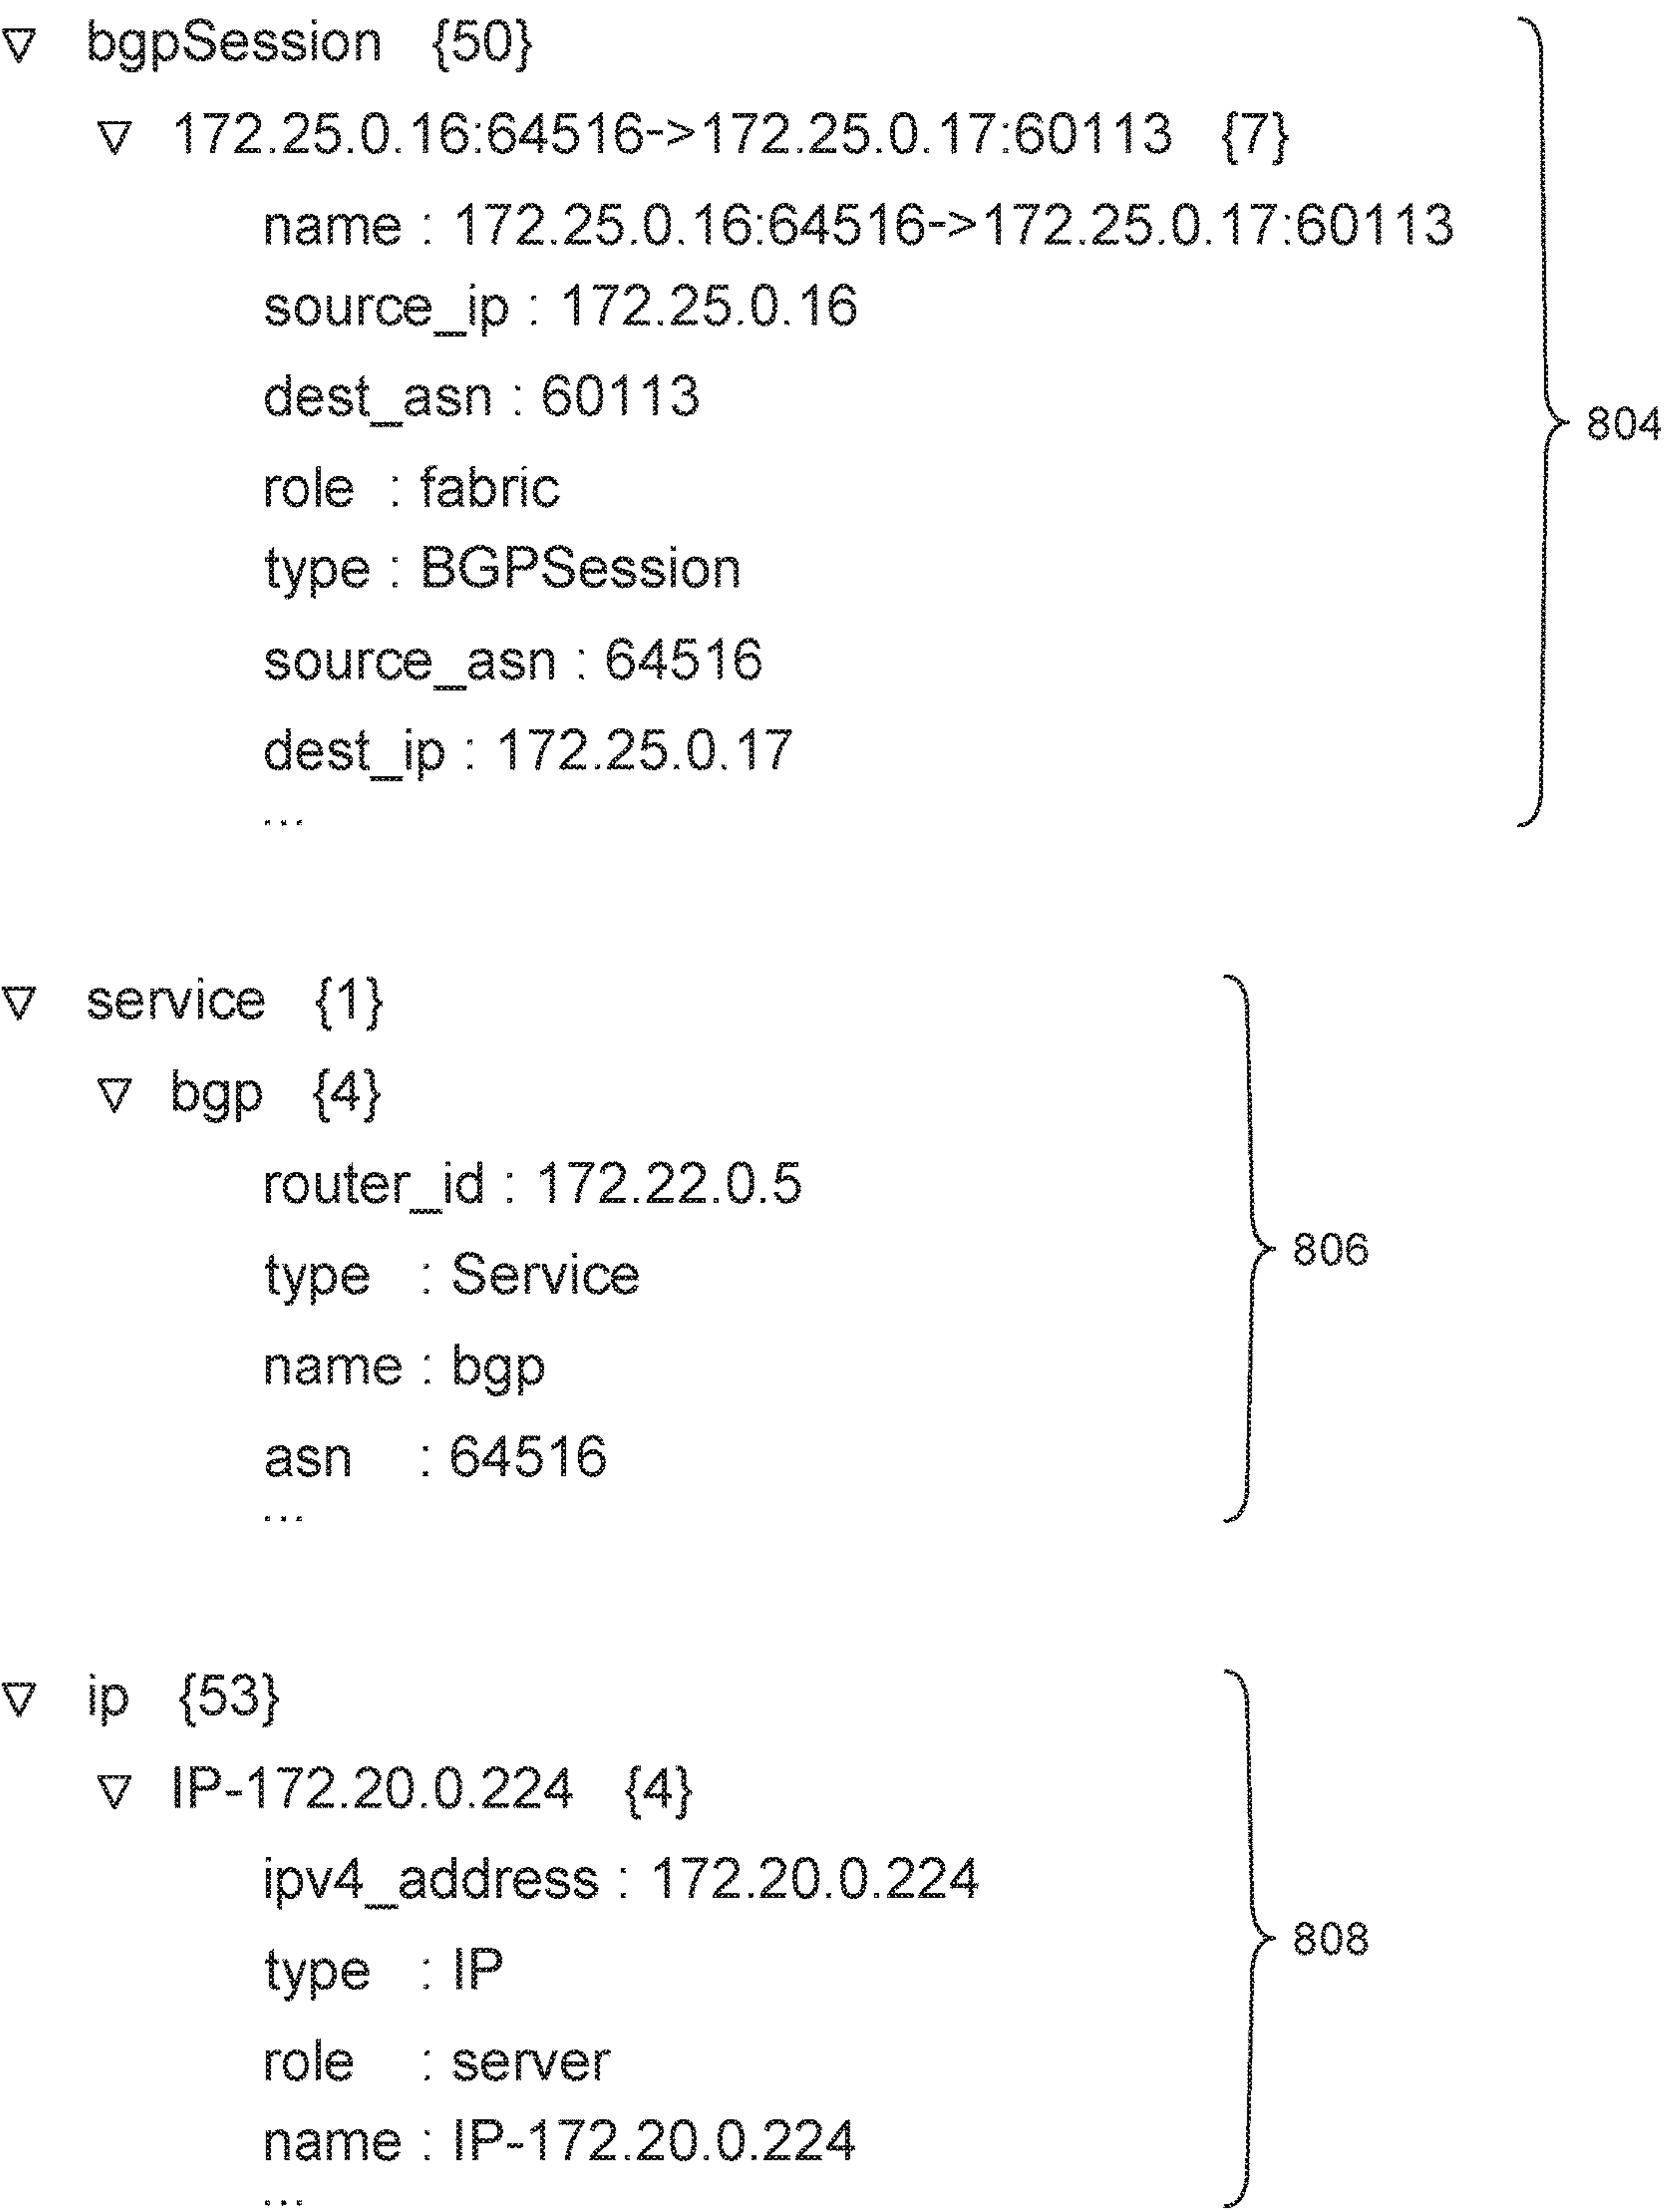 ▽ bgpSession {50}
▽ 172.25.0.16:64516->172.25.0.17:60113 {7}
name : 172.25.0.16:64516->172.25.0.17:60113
source_ip : 172.25.0.16
dest_asn : 60113
804
role : fabric
type : BGPSession
source_asn : 64516
dest_ip : 172.25.0.17
...
▽ service {1}
▽ bgp {4}
router_id : 172.22.0.5
806
type : Service
name : bgp
asn : 64516
...
▽ ip {53}
▽ IP-172.20.0.224 {4}
ipv4_address : 172.20.0.224
808
type : IP
role : server
name : IP-172.20.0.224
...